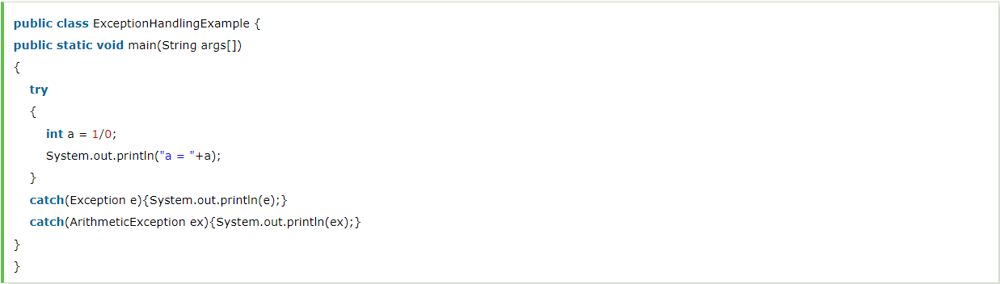 public class ExceptionHandlingExample {
public static void main(String args[])
{
try
{
int a = 1/0;
System.out.println("a = "+a);
}
catch(Exception e){System.out.println(e);}
catch(ArithmeticException ex){System.out.println(ex);}
}
}